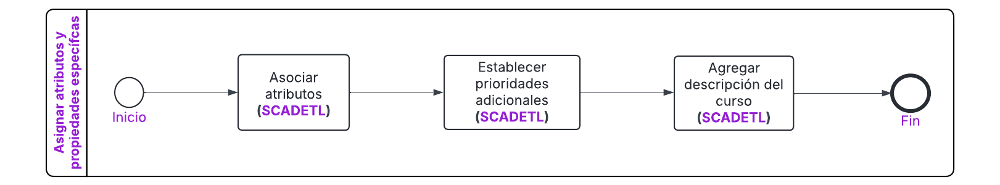 Asignar atributos y
propiedades específcas
Inicio
Asociar
atributos
(SCADETL)
Establecer
prioridades
adicionales
(SCADETL)
Agregar
descripción del
curso
(SCADETL)
Fin